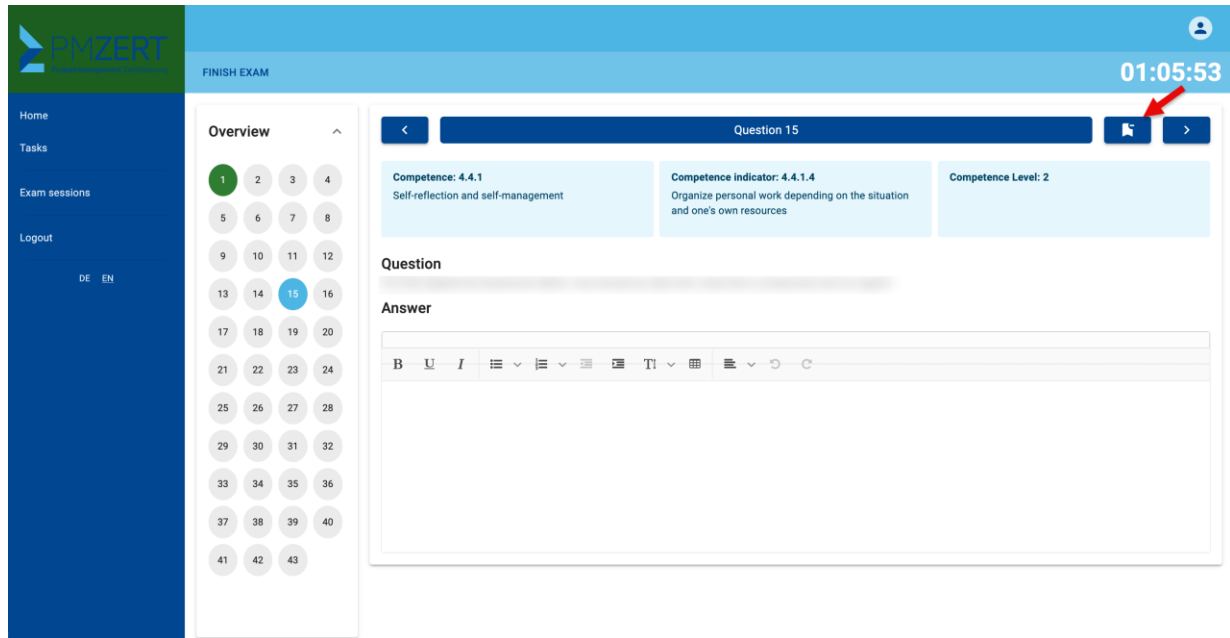 PMZERT
01:05:53
FINISH EXAM
Home
Tasks
Exam sessions
Logout
DE EN
Overview
1 2 3 4
5 6 7 8
9 10 11 12
13 14 15 16
17 18 19 20
21 22 23 24
25 26 27 28
29 30 31 32
33 34 35 36
37 38 39 40
41 42 43
Question 15
Competence: 4.4.1
Self-reflection and self-management
Competence indicator: 4.4.1.4
Organize personal work depending on the situation
and one's own resources
Competence Level: 2
Question
Answer
B U I